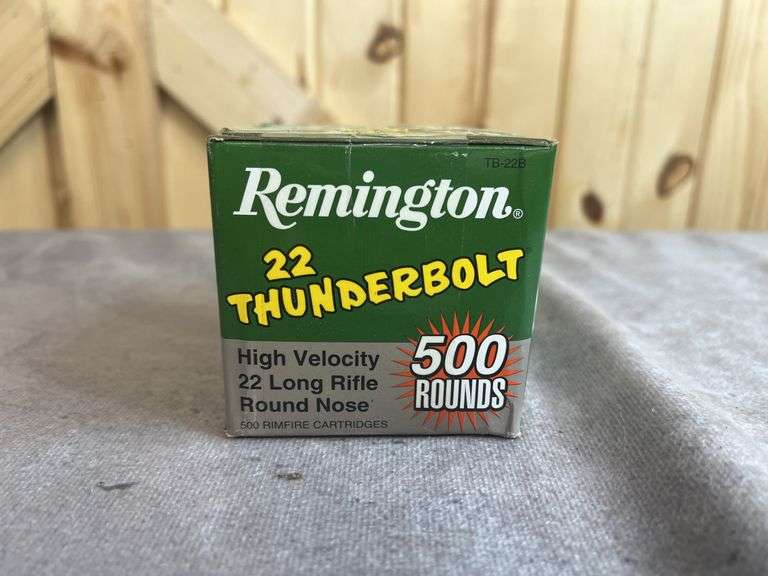 TB-22B
Remington®
22
THUNDERBOLT
High Velocity
22 Long Rifle
Round Nose
500 RIMFIRE CARTRIDGES
500
ROUNDS